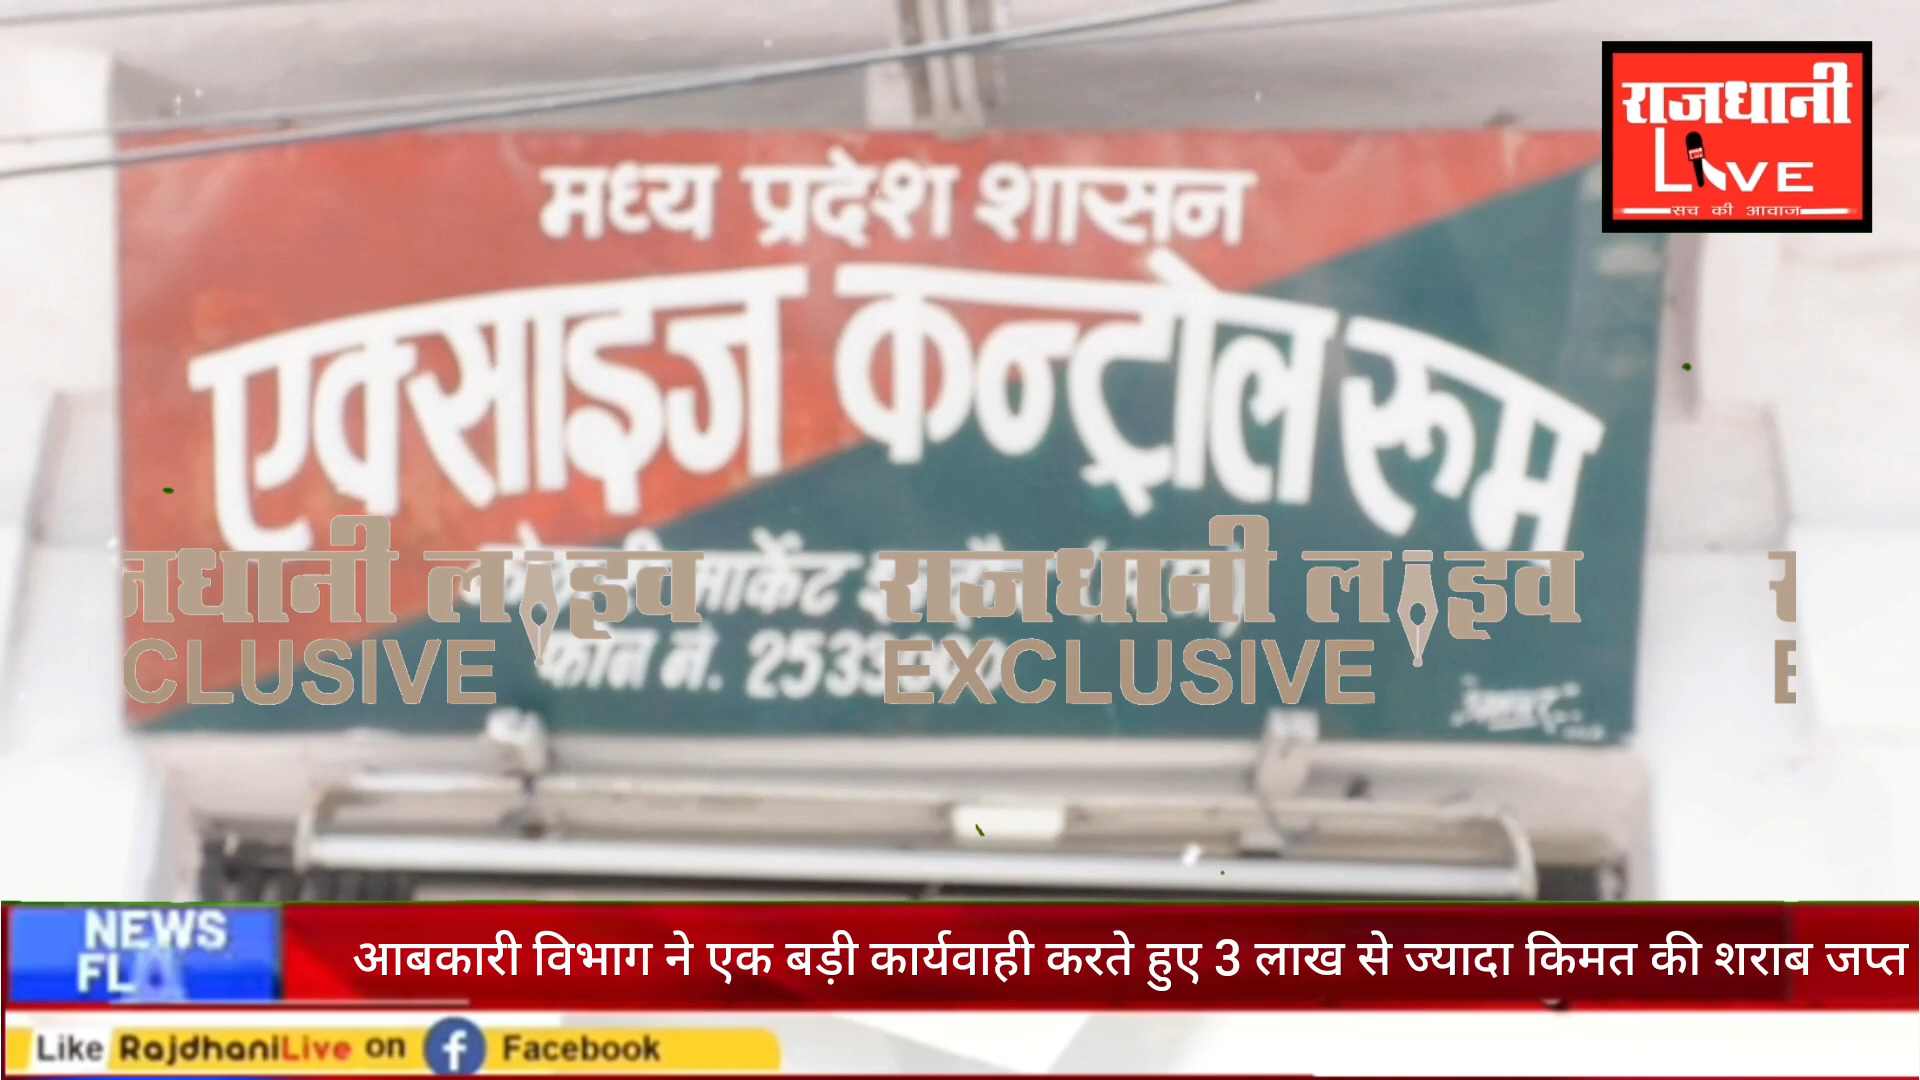 राजधानी
LIVE
सच की आवाज
मध्य प्रदेश शासन
एक्साइज कन्ट्रोल रूम
मार्केट
राजधानी लाइव
EXCLUSIVE
फोन नं.
NEWS
FLA
आबकारी विभाग ने एक बड़ी कार्यवाही करते हुए 3 लाख से ज्यादा किमत की शराब जप्त
Like RajdhaniLive on f Facebook